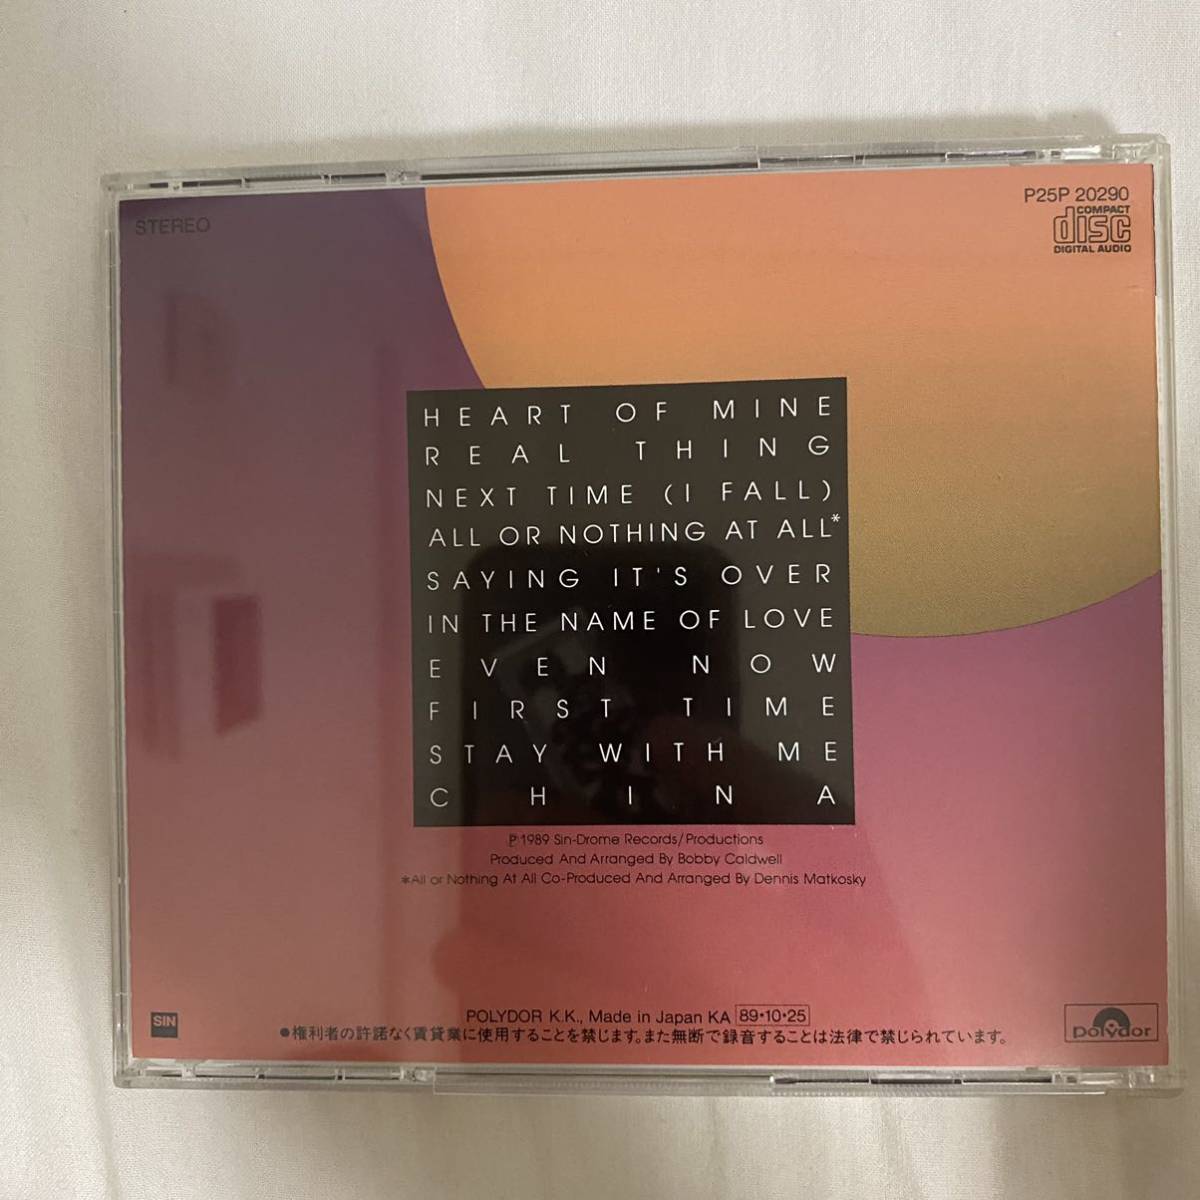 STEREO
P25P 20290
COMPACT
disc
DIGITAL AUDIO
HEART OF MINE
REAL THING
NEXT TIME (I FALL)
ALL OR NOTHING AT ALL*
SAYING IT'S OVER
IN THE NAME OF LOVE
EVEN NOW
FIRST TIME
STAY WITH ME
CHINA
℗1989 Sin-Drome Records/Productions
Produced And Arranged By Bobby Caldwell
*All or Nothing At All Co-Produced And Arranged By Dennis Matkosky
SIN
POLYDOR K.K., Made in Japan KA 89・10・25
●権利者の許諾なく賃貸業に使用することを禁じます。また無断で録音することは法律で禁じられています。
polydor